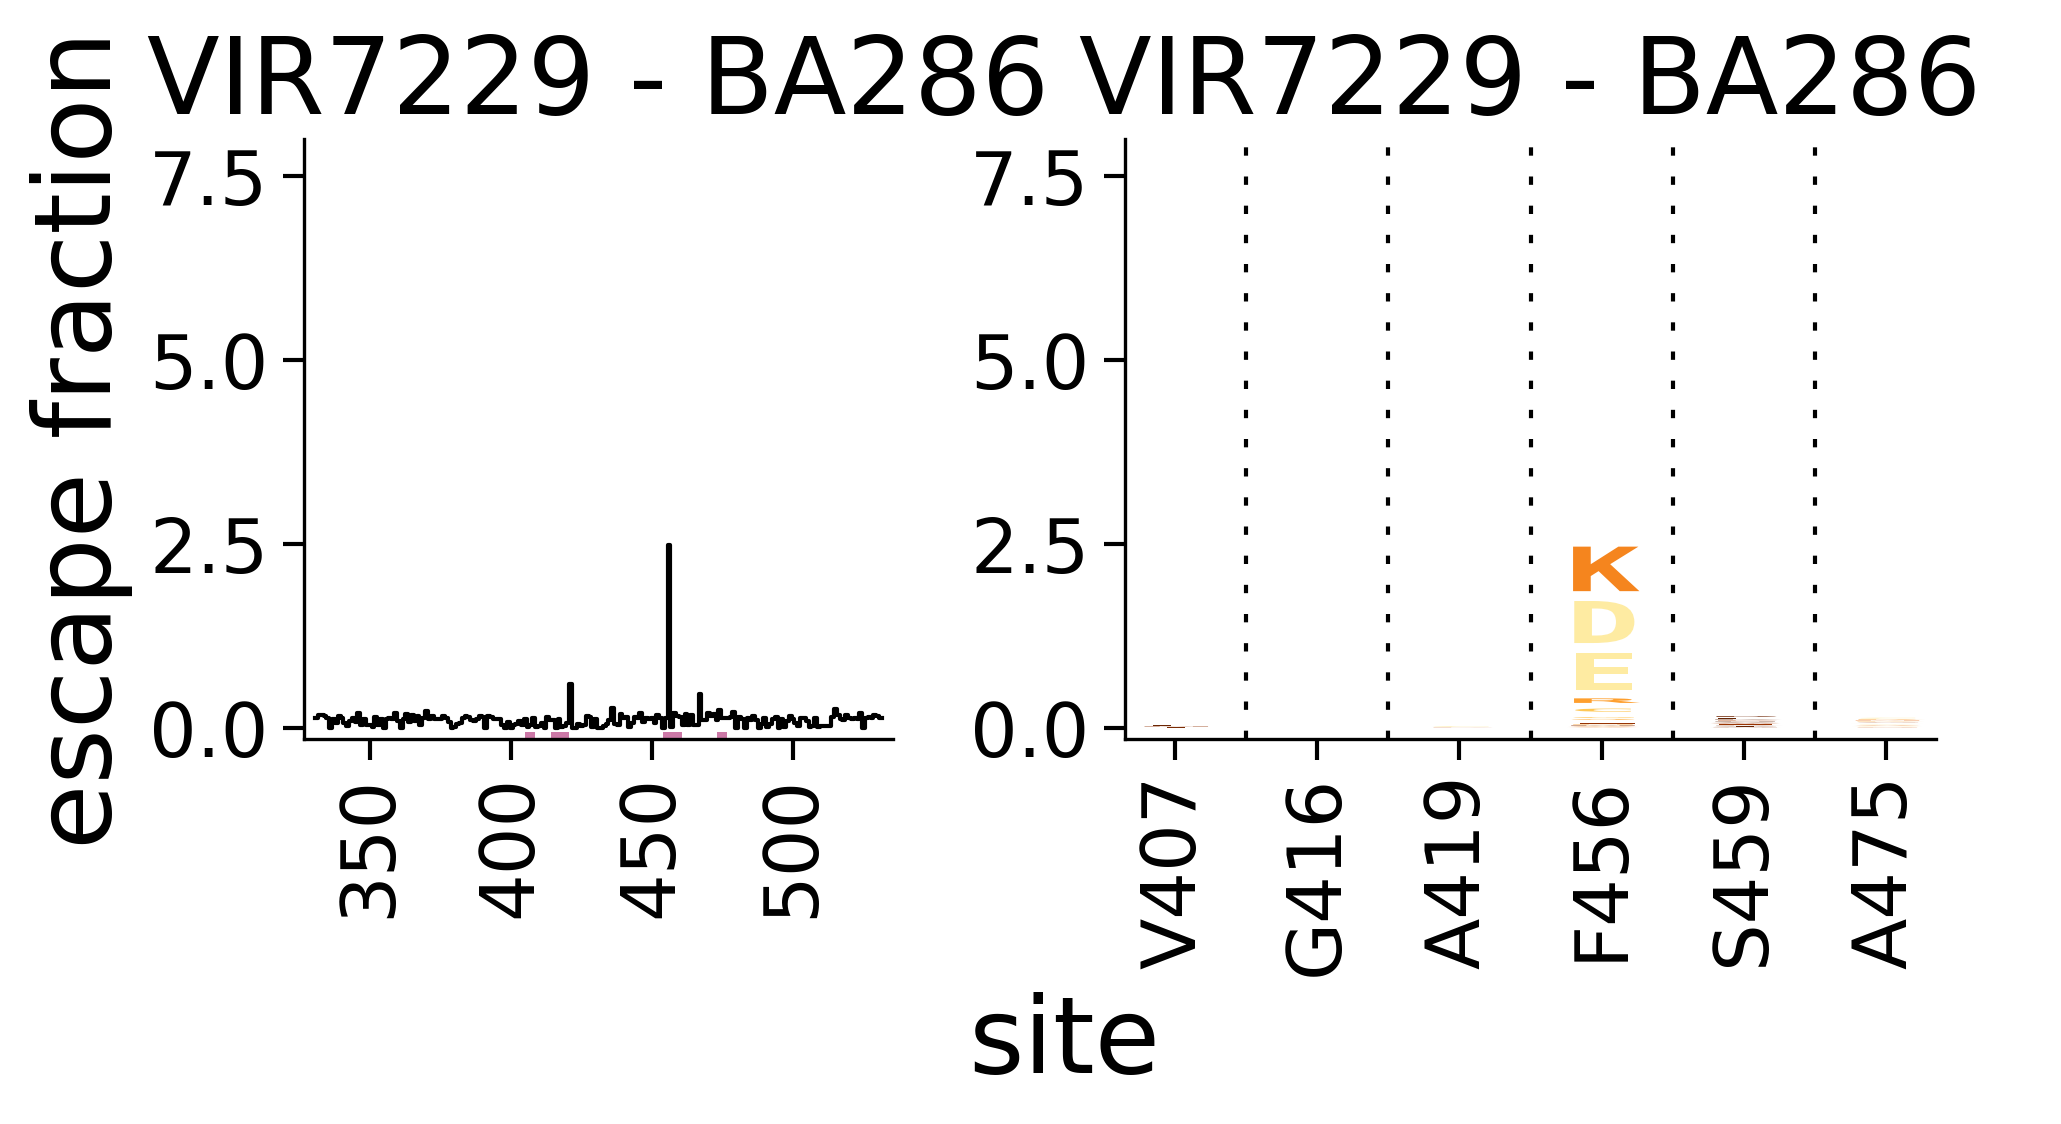 VIR7229 - BA286 VIR7229 - BA286
escape fraction
7.5
5.0
2.5
0.0
350
400
450
500
7.5
5.0
2.5
0.0
K
D
E
V407
G416
A419
F456
S459
A475
site